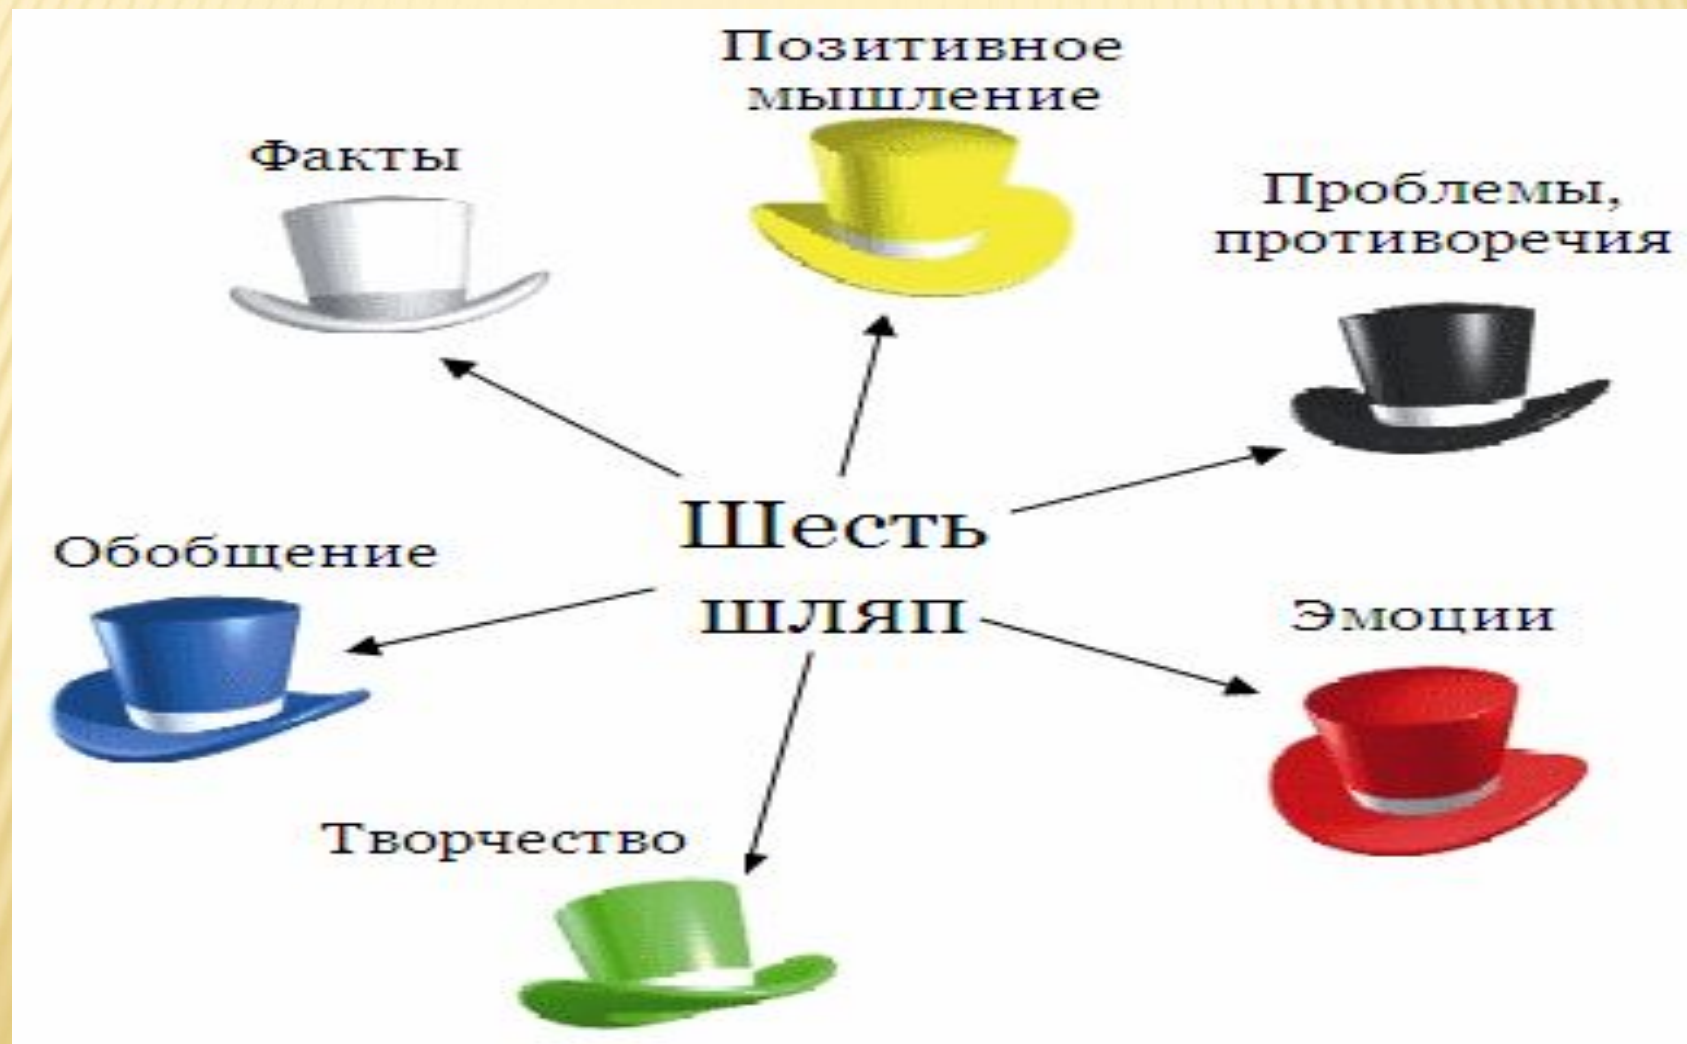 Позитивное
мышление
Факты
Проблемы,
противоречия
Шесть
шляп
Обобщение
Эмоции
Творчество